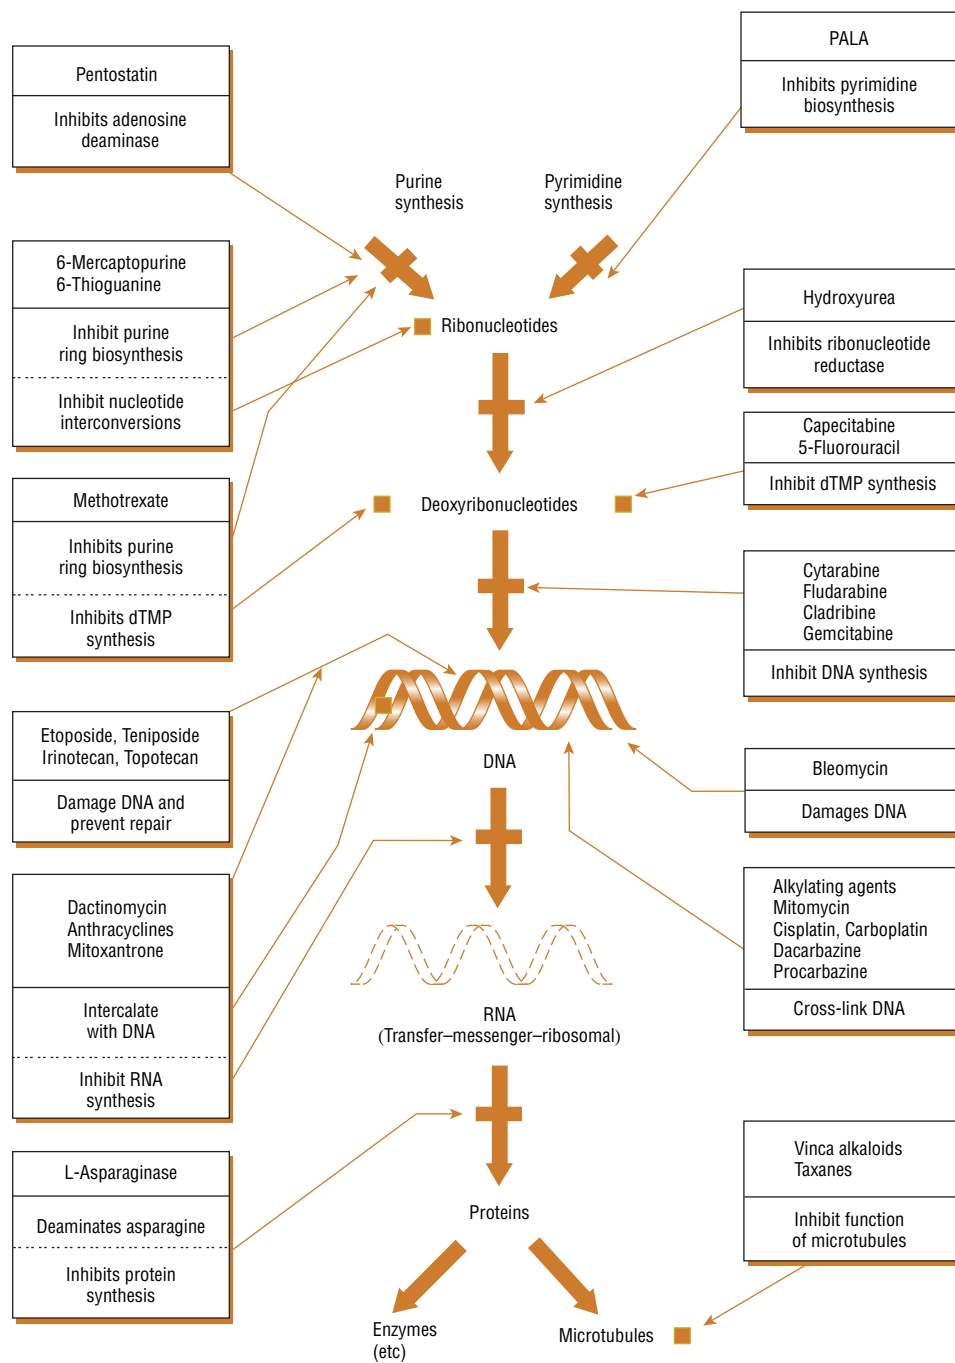 Pentostatin
Inhibits adenosine
deaminase
PALA
Inhibits pyrimidine
biosynthesis
Purine
synthesis
Pyrimidine
synthesis
6-Mercaptopurine
6-Thioguanine
Inhibit purine
ring biosynthesis
Inhibit nucleotide
interconversions
Ribonucleotides
Hydroxyurea
Inhibits ribonucleotide
reductase
Methotrexate
Inhibits purine
ring biosynthesis
Inhibits dTMP
synthesis
Deoxyribonucleotides
Capecitabine
5-Fluorouracil
Inhibit dTMP synthesis
Cytarabine
Fludarabine
Cladribine
Gemcitabine
Inhibit DNA synthesis
Etoposide, Teniposide
Irinotecan, Topotecan
Damage DNA and
prevent repair
DNA
Bleomycin
Damages DNA
Dactinomycin
Anthracyclines
Mitoxantrone
Intercalate
with DNA
Inhibit RNA
synthesis
RNA
(Transfer–messenger–ribosomal)
Alkylating agents
Mitomycin
Cisplatin, Carboplatin
Dacarbazine
Procarbazine
Cross-link DNA
L-Asparaginase
Deaminates asparagine
Inhibits protein
synthesis
Proteins
Vinca alkaloids
Taxanes
Inhibit function
of microtubules
Enzymes
(etc)
Microtubules